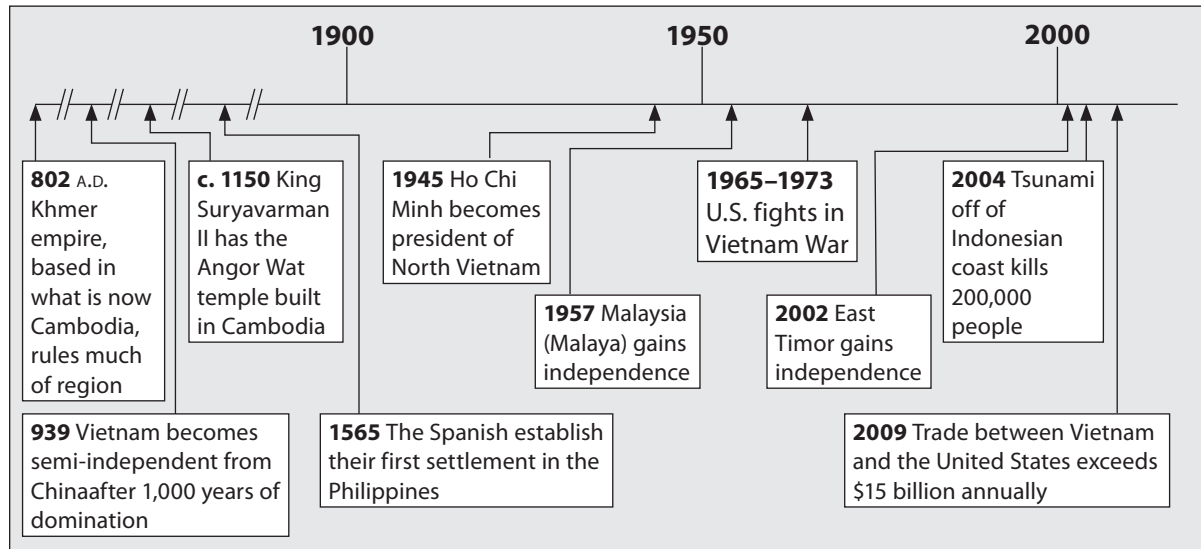 1900
1950
2000
802 A.D.
Khmer
empire,
based in
what is now
Cambodia,
rules much
of region
c. 1150 King
Suryavarman
II has the
Angor Wat
temple built
in Cambodia
1945 Ho Chi
Minh becomes
president of
North Vietnam
1965–1973
U.S. fights in
Vietnam War
2004 Tsunami
off of
Indonesian
coast kills
200,000
people
1957 Malaysia
(Malaya) gains
independence
2002 East
Timor gains
independence
939 Vietnam becomes
semi-independent from
Chinaafter 1,000 years of
domination
1565 The Spanish establish
their first settlement in the
Philippines
2009 Trade between Vietnam
and the United States exceeds
$15 billion annually